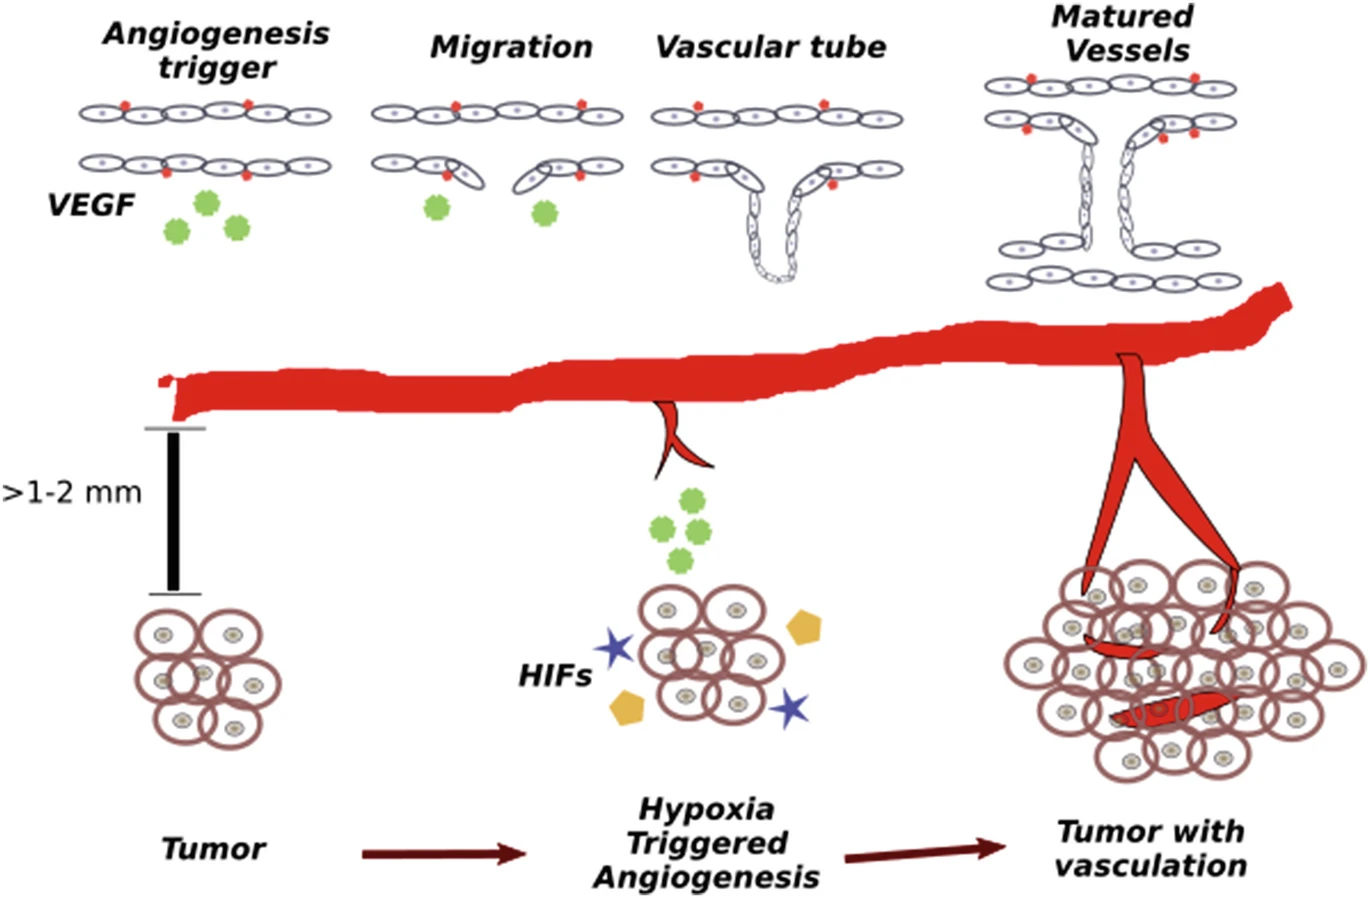 Angiogenesis
trigger
Migration
Vascular tube
Matured
Vessels
VEGF
>1-2 mm
HIFs
Tumor
Hypoxia
Triggered
Angiogenesis
Tumor with
vasculation